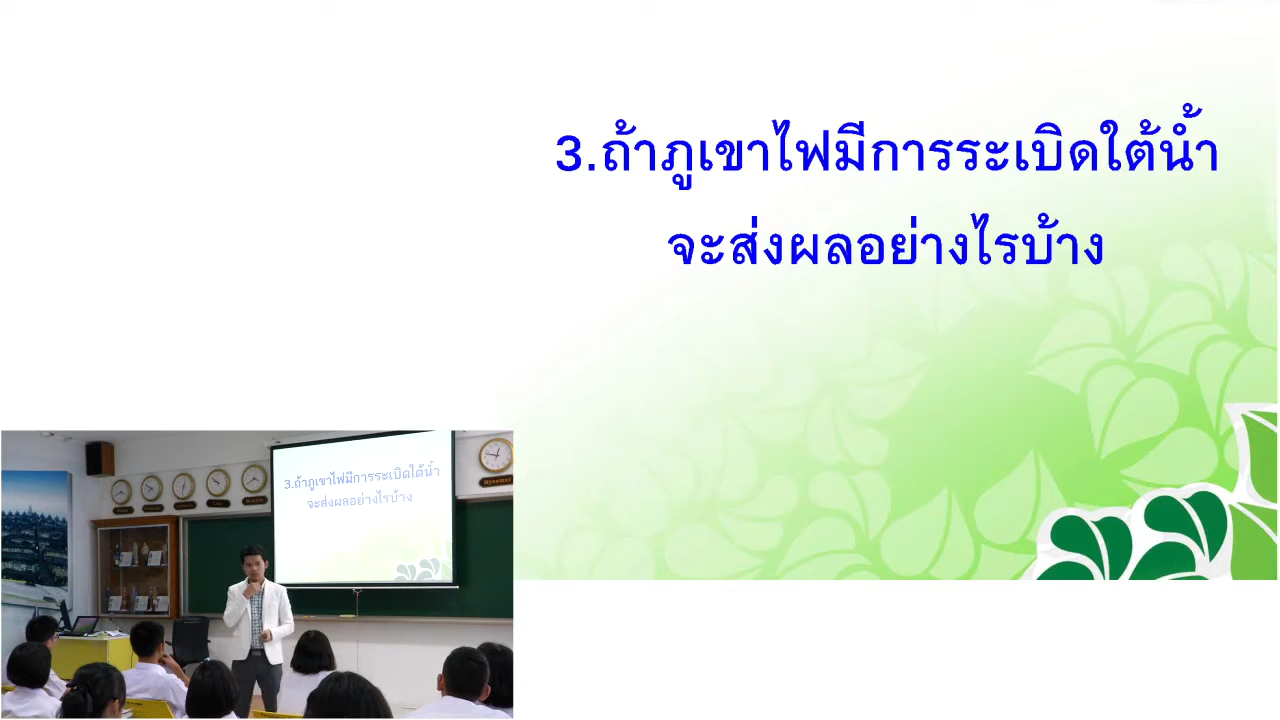 3.ถ้าภูเขาไฟมีการระเบิดใต้น้ำ
จะส่งผลอย่างไรบ้าง
3.ถ้าภูเขาไฟมีการระเบิดใต้น้ำ
จะส่งผลอย่างไรบ้าง
Myanmar